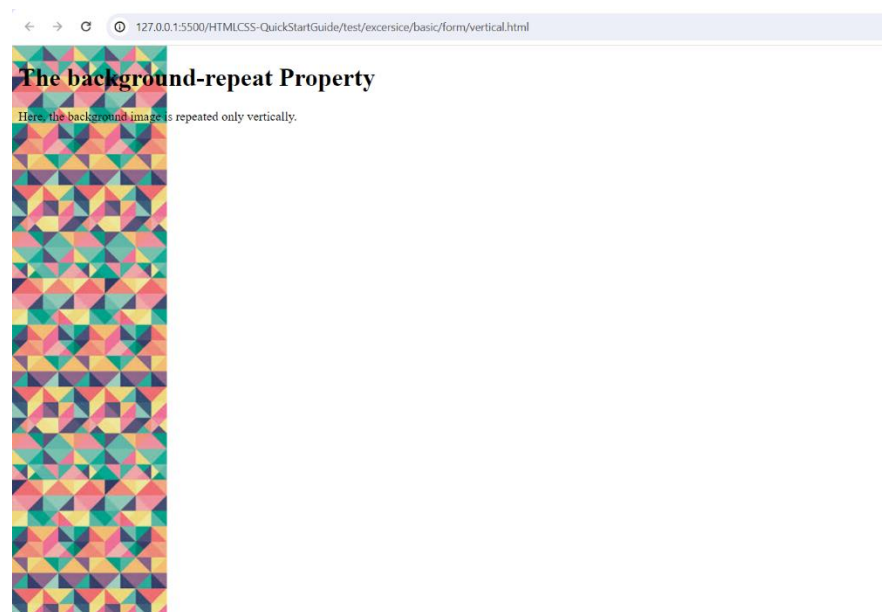 127.0.0.1:5500/HTMLCSS-QuickStartGuide/test/excersice/basic/form/vertical.html
The background-repeat Property
Here, the background image is repeated only vertically.